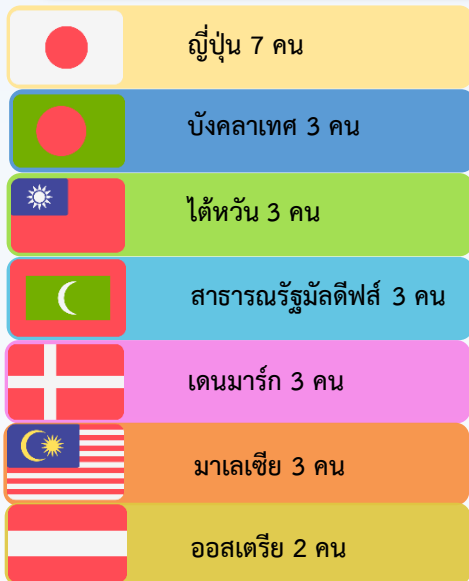 ญี่ปุ่น 7 คน
บังคลาเทศ 3 คน
ไต้หวัน 3 คน
สาธารณรัฐมัลดีฟส์ 3 คน
เดนมาร์ก 3 คน
มาเลเซีย 3 คน
ออสเตรีย 2 คน